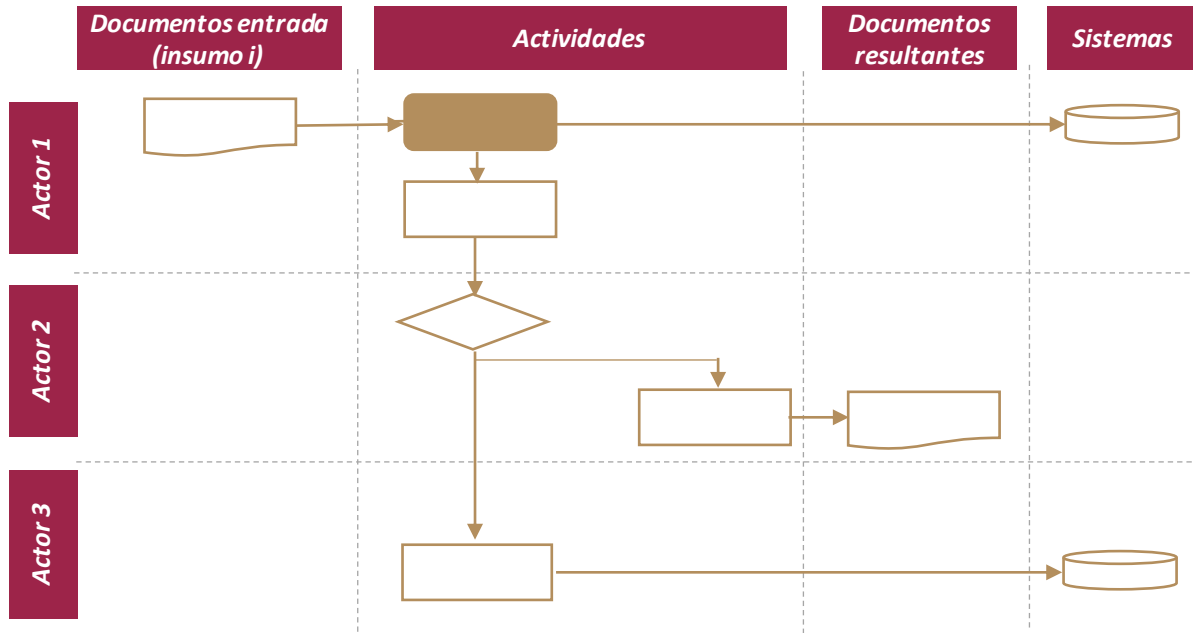 Documentos entrada
(insumo i)
Actividades
Documentos
resultantes
Sistemas
Actor 1
Actor 2
Actor 3